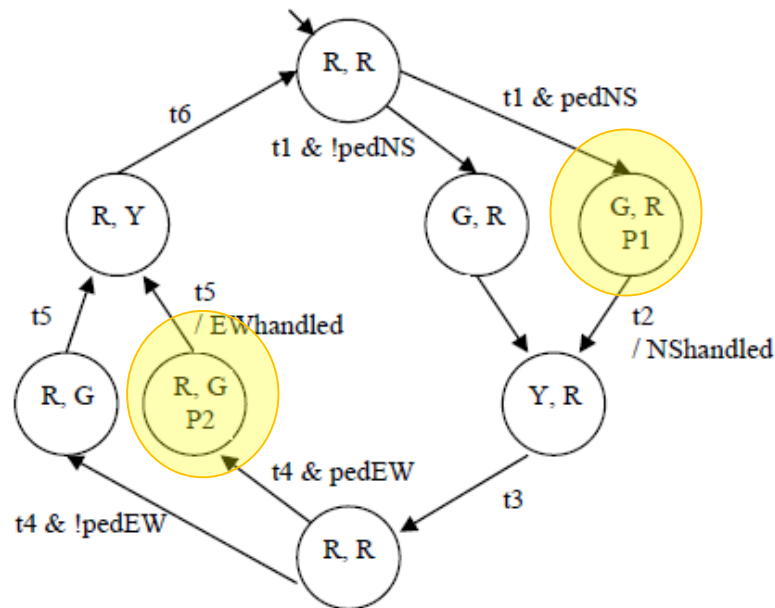 R, R
t1 & pedNS
t6
t1 & !pedNS
R, Y
G, R
G, R
P1
t5
t5
/ EWhandled
t2
/ NShandled
R, G
R, G
P2
Y, R
t4 & pedEW
t3
t4 & !pedEW
R, R